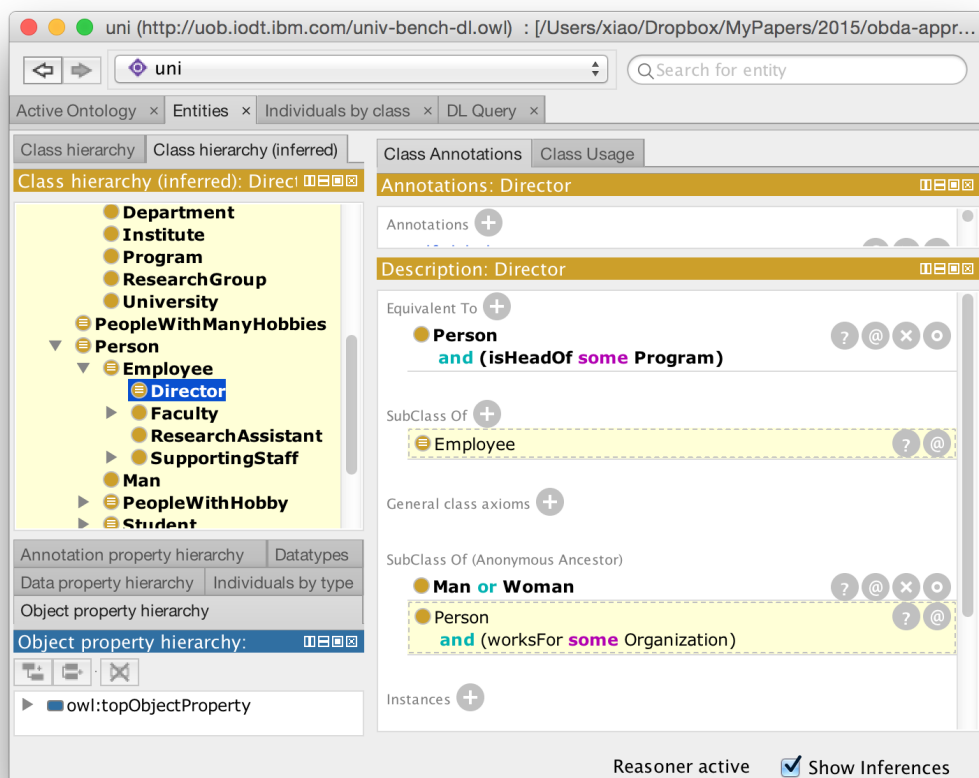 uni (http://uob.iodt.ibm.com/univ-bench-dl.owl) : [/Users/xiao/Dropbox/MyPapers/2015/obda-appr...
uni
Search for entity
Active Ontology × Entities × Individuals by class × DL Query ×
Class hierarchy Class hierarchy (inferred)
Class hierarchy (inferred): Direct
Department
Institute
Program
ResearchGroup
University
PeopleWithManyHobbies
Person
Employee
Director
Faculty
ResearchAssistant
SupportingStaff
Man
PeopleWithHobby
Student
Annotation property hierarchy Datatypes
Data property hierarchy Individuals by type
Object property hierarchy
Object property hierarchy:
owl:topObjectProperty
Class Annotations Class Usage
Annotations: Director
Annotations +
Description: Director
Equivalent To +
Person
and (isHeadOf some Program)
? @ × o
SubClass Of +
Employee
? @
General class axioms +
SubClass Of (Anonymous Ancestor)
Man or Woman
? @ × o
Person
and (worksFor some Organization)
? @
Instances +
Reasoner active Show Inferences